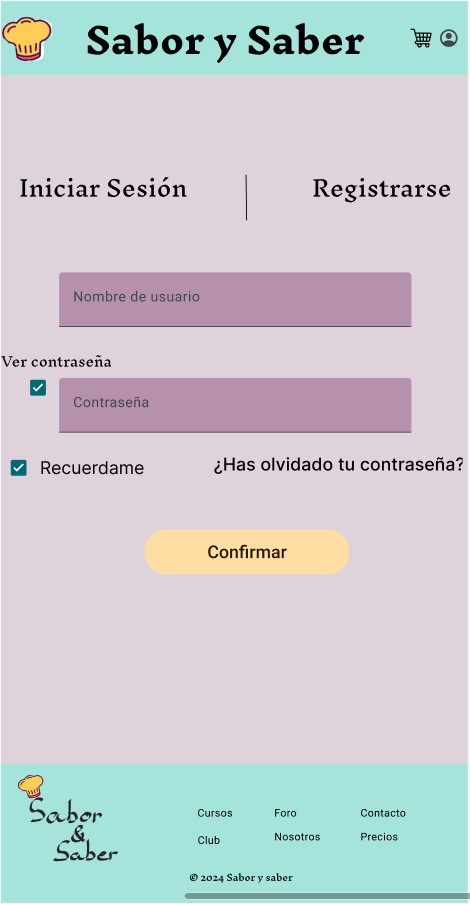 Sabor y Saber
Iniciar Sesión
Registrarse
Nombre de usuario
Ver contraseña
Contraseña
Recuerdame
¿Has olvidado tu contraseña?
Confirmar
Sabor
&
Saber
Cursos Foro Contacto
Club Nosotros Precios
© 2024 Sabor y saber